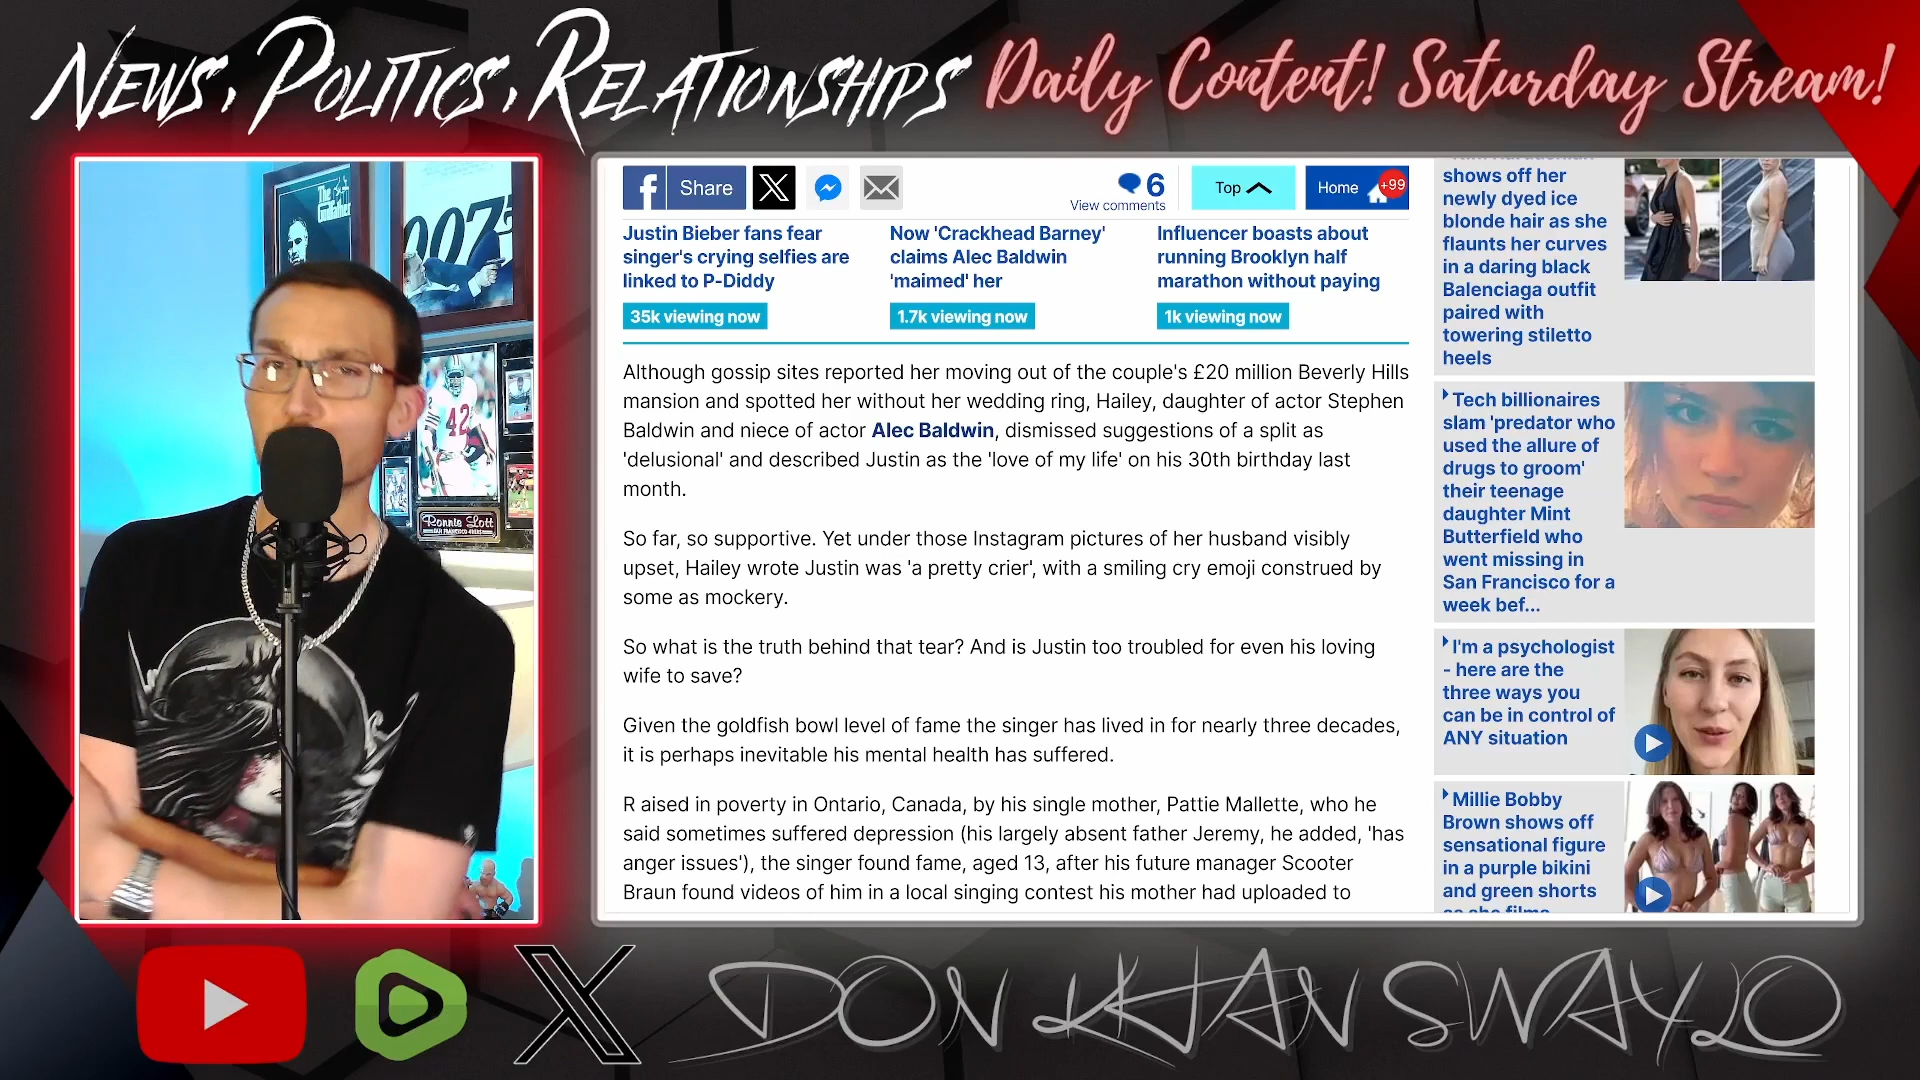 NEWS, POLITICS, RELATIONSHIPS
Daily Content! Saturday Stream!
The
Godfather
007
42
Ronnie Lott
SAN FRANCISCO 49ERS
f Share
X
6
View comments
Top
Home
+99
Justin Bieber fans fear
singer's crying selfies are
linked to P-Diddy
35k viewing now
Now 'Crackhead Barney'
claims Alec Baldwin
'maimed' her
1.7k viewing now
Influencer boasts about
running Brooklyn half
marathon without paying
1k viewing now
Although gossip sites reported her moving out of the couple's £20 million Beverly Hills
mansion and spotted her without her wedding ring, Hailey, daughter of actor Stephen
Baldwin and niece of actor Alec Baldwin, dismissed suggestions of a split as
'delusional' and described Justin as the 'love of my life' on his 30th birthday last
month.
So far, so supportive. Yet under those Instagram pictures of her husband visibly
upset, Hailey wrote Justin was 'a pretty crier', with a smiling cry emoji construed by
some as mockery.
So what is the truth behind that tear? And is Justin too troubled for even his loving
wife to save?
Given the goldfish bowl level of fame the singer has lived in for nearly three decades,
it is perhaps inevitable his mental health has suffered.
R aised in poverty in Ontario, Canada, by his single mother, Pattie Mallette, who he
said sometimes suffered depression (his largely absent father Jeremy, he added, 'has
anger issues'), the singer found fame, aged 13, after his future manager Scooter
Braun found videos of him in a local singing contest his mother had uploaded to
shows off her
newly dyed ice
blonde hair as she
flaunts her curves
in a daring black
Balenciaga outfit
paired with
towering stiletto
heels
Tech billionaires
slam 'predator who
used the allure of
drugs to groom'
their teenage
daughter Mint
Butterfield who
went missing in
San Francisco for a
week bef...
I'm a psychologist
- here are the
three ways you
can be in control of
ANY situation
Millie Bobby
Brown shows off
sensational figure
in a purple bikini
and green shorts
as she films
X
DON KHAN SWAYLO